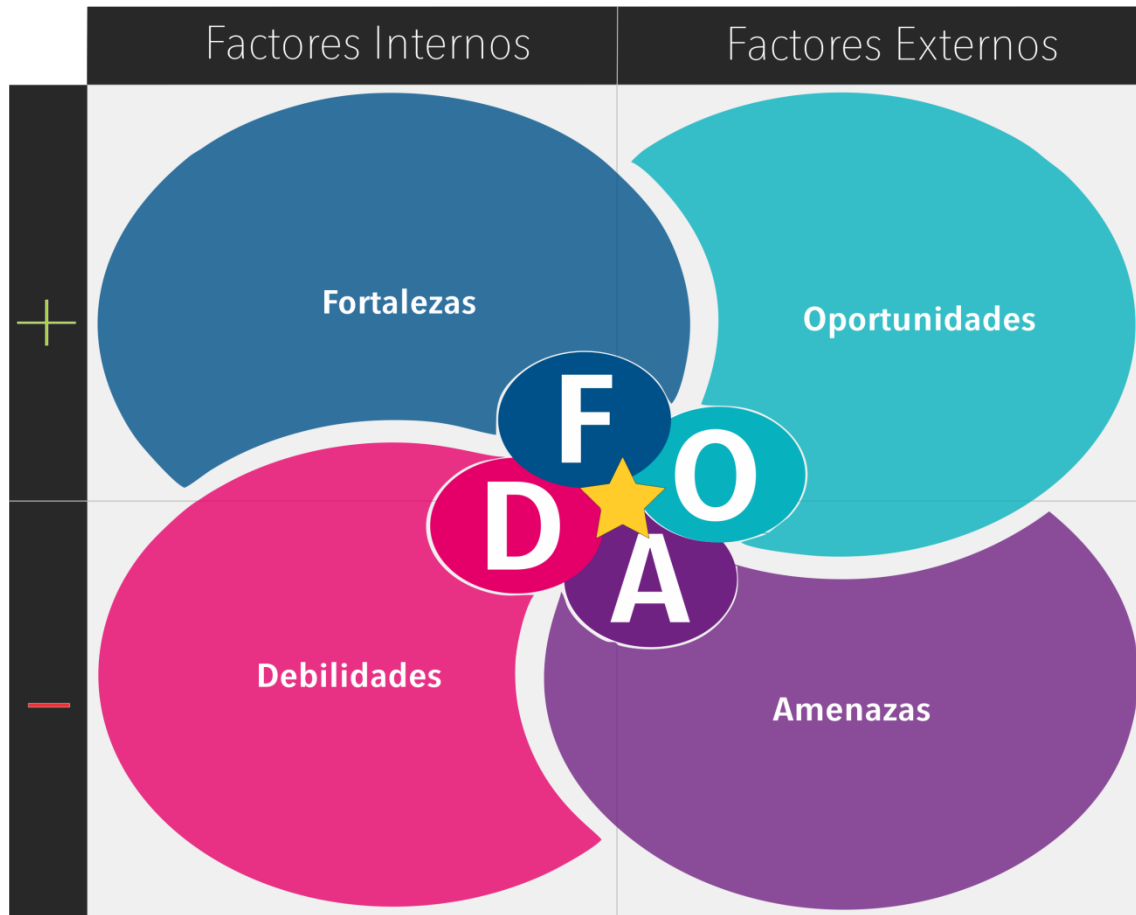 Factores Internos
Factores Externos
+
Fortalezas
Oportunidades
F
O
D
A
−
Debilidades
Amenazas